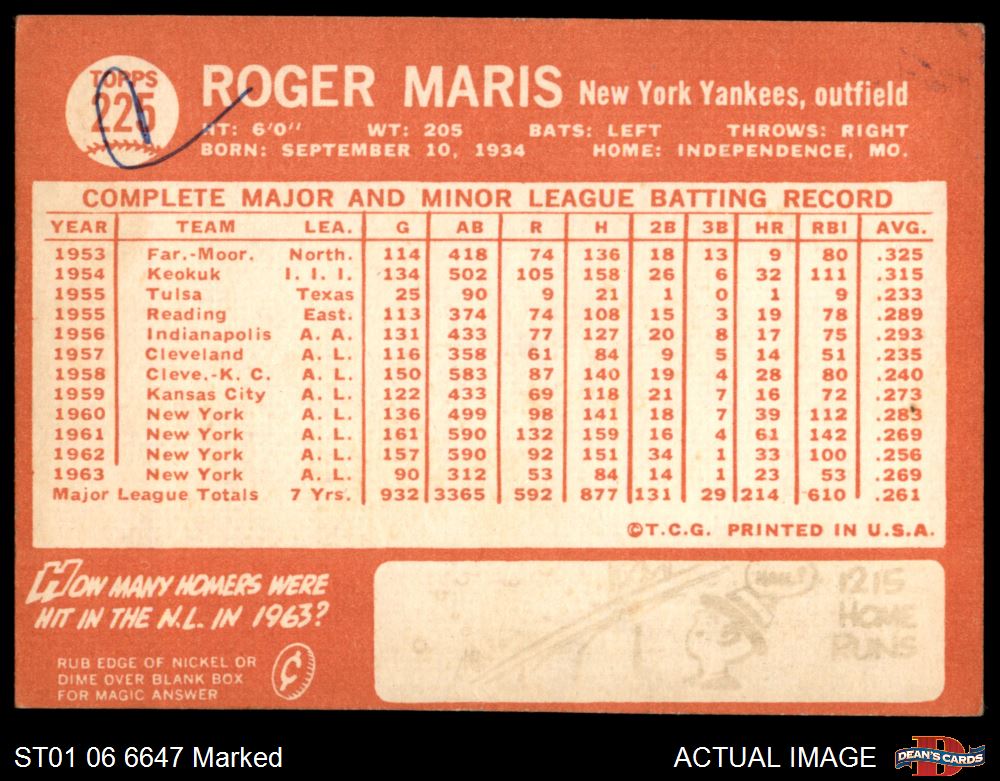 TOPPS
225
ROGER MARIS New York Yankees, outfield
HT: 6'0" WT: 205 BATS: LEFT THROWS: RIGHT
BORN: SEPTEMBER 10, 1934 HOME: INDEPENDENCE, MO.
COMPLETE MAJOR AND MINOR LEAGUE BATTING RECORD
YEAR TEAM LEA. G AB R H 2B 3B HR RBI AVG.
1953 Far.-Moor. North. 114 418 74 136 18 13 9 80 .325
1954 Keokuk I. I. I. 134 502 105 158 26 6 32 111 .315
1955 Tulsa Texas 25 90 9 21 1 0 1 9 .233
1955 Reading East. 113 374 74 108 15 3 19 78 .289
1956 Indianapolis A. A. 131 433 77 127 20 8 17 75 .293
1957 Cleveland A. L. 116 358 61 84 9 5 14 51 .235
1958 Cleve.-K. C. A. L. 150 583 87 140 19 4 28 80 .240
1959 Kansas City A. L. 122 433 69 118 21 7 16 72 .273
1960 New York A. L. 136 499 98 141 18 7 39 112 .283
1961 New York A. L. 161 590 132 159 16 4 61 142 .269
1962 New York A. L. 157 590 92 151 34 1 33 100 .256
1963 New York A. L. 90 312 53 84 14 1 23 53 .269
Major League Totals 7 Yrs. 932 3365 592 877 131 29 214 610 .261
©T.C.G. PRINTED IN U.S.A.
HOW MANY HOMERS WERE
HIT IN THE N.L. IN 1963?
RUB EDGE OF NICKEL OR
DIME OVER BLANK BOX
FOR MAGIC ANSWER
¢
1215
HOME
RUNS
ST01 06 6647 Marked
ACTUAL IMAGE
DEAN'S CARDS